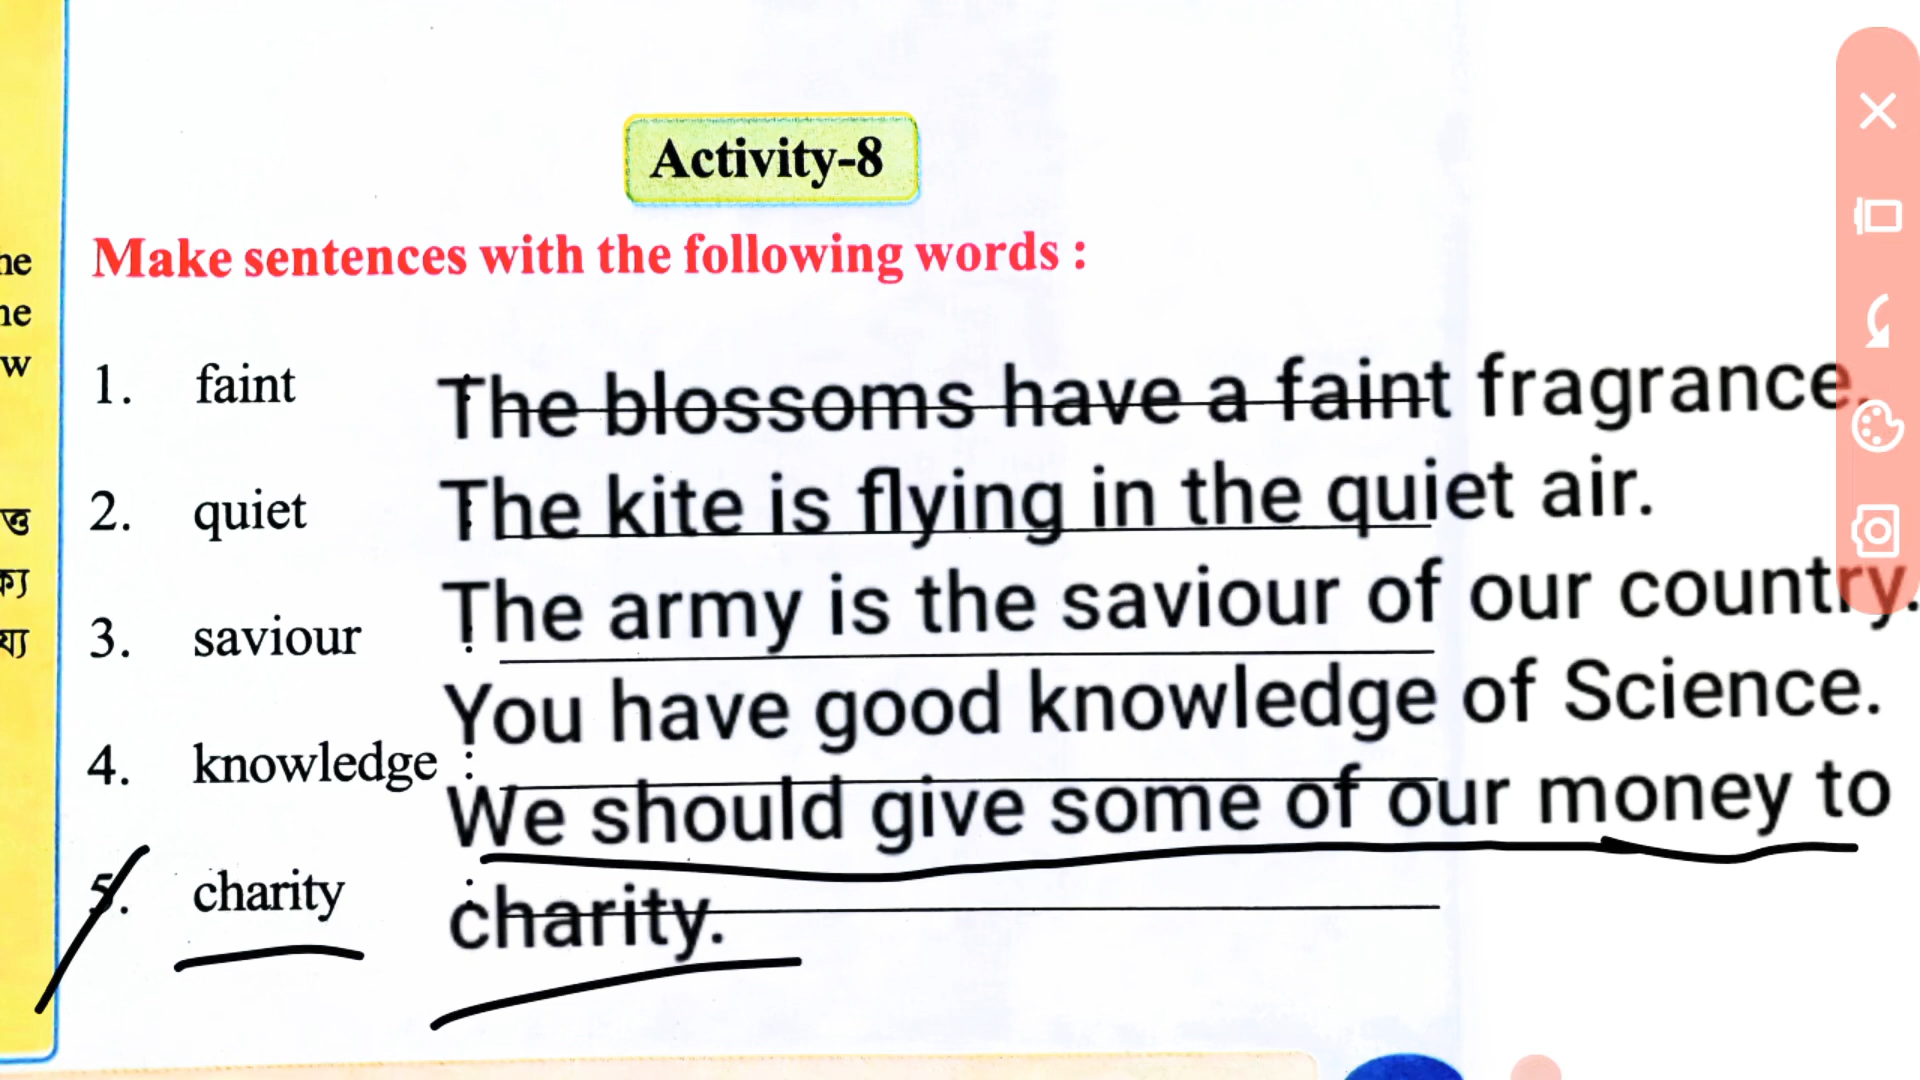 Activity-8
he
Make sentences with the following words :
ne
w
1. faint : The blossoms have a faint fragrance.
2. quiet : The kite is flying in the quiet air.
3. saviour : The army is the saviour of our country.
4. knowledge : You have good knowledge of Science.
We should give some of our money to
5. charity : charity.